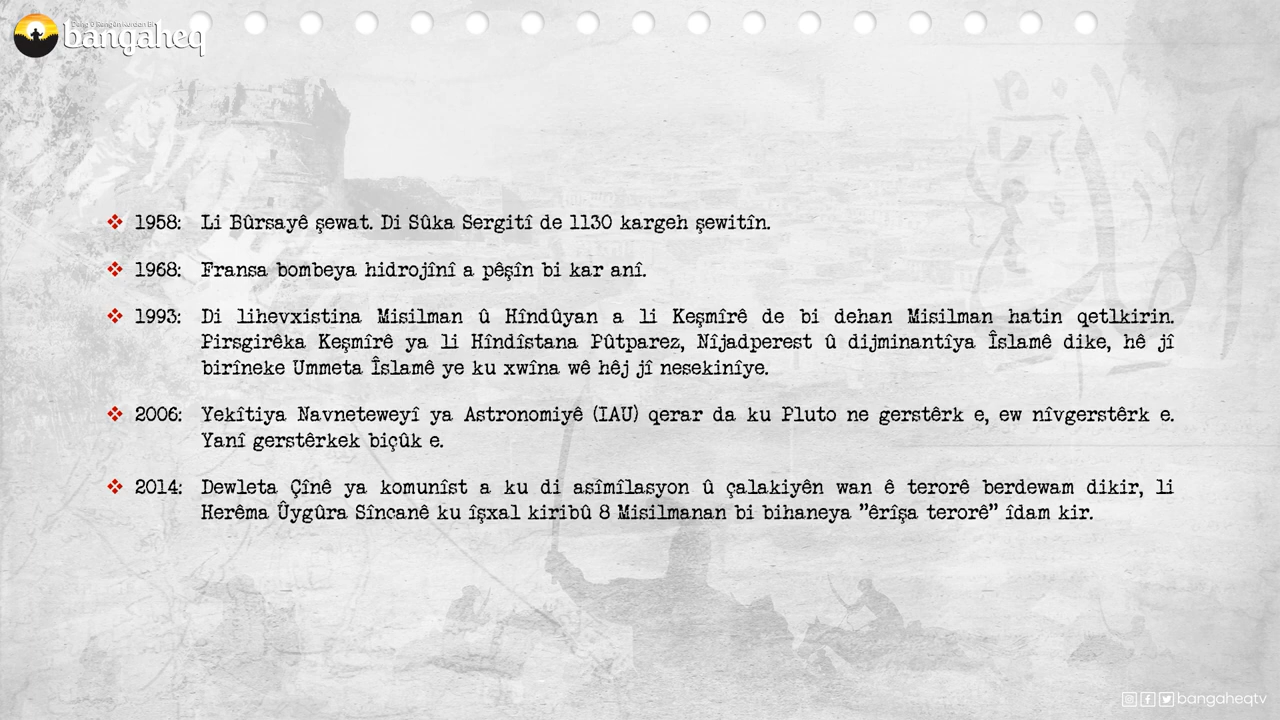 Deng û Rengên Kurdan Bi
bangaheq
❖ 1958: Li Bûrsayê şewat. Di Sûka Sergitî de 1130 kargeh şewitîn.
❖ 1968: Fransa bombeya hidrojînî a pêşîn bi kar anî.
❖ 1993: Di lihevxistina Misilman û Hîndûyan a li Keşmîrê de bi dehan Misilman hatin qetlkirin.
Pirsgirêka Keşmîrê ya li Hîndîstana Pûtparez, Nîjadperest û dijminantîya Îslamê dike, hê jî
birîneke Ummeta Îslamê ye ku xwîna wê hêj jî nesekinîye.
❖ 2006: Yekîtiya Navneteweyî ya Astronomiyê (IAU) qerar da ku Pluto ne gerstêrk e, ew nîvgerstêrk e.
Yanî gerstêrkek biçûk e.
❖ 2014: Dewleta Çînê ya komunîst a ku di asîmîlasyon û çalakiyên wan ê terorê berdewam dikir, li
Herêma Ûygûra Sîncanê ku îşxal kiribû 8 Misilmanan bi bihaneya ”êrîşa terorê” îdam kir.
bangaheqtv